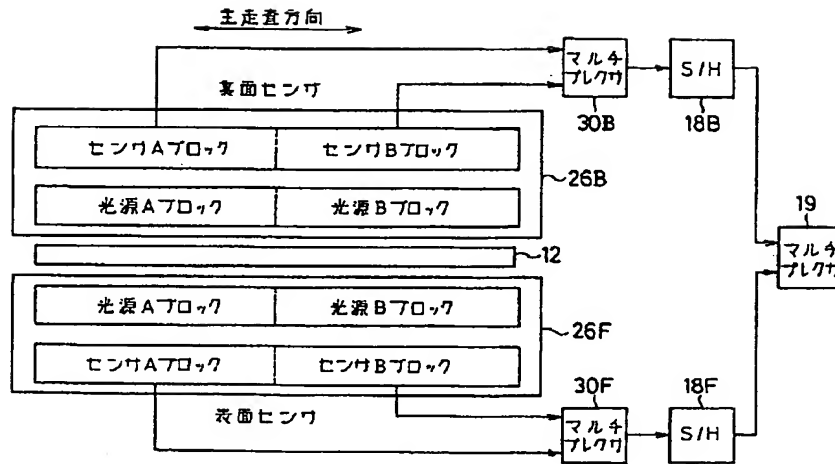 主走査方向
裏面センサ
センサAブロック
センサBブロック
光源Aブロック
光源Bブロック
26B
12
光源Aブロック
光源Bブロック
センサAブロック
センサBブロック
26F
表面センサ
マルチ
プレクサ
30B
S/H
18B
19
マルチ
プレクサ
30F
マルチ
プレクサ
18F
S/H